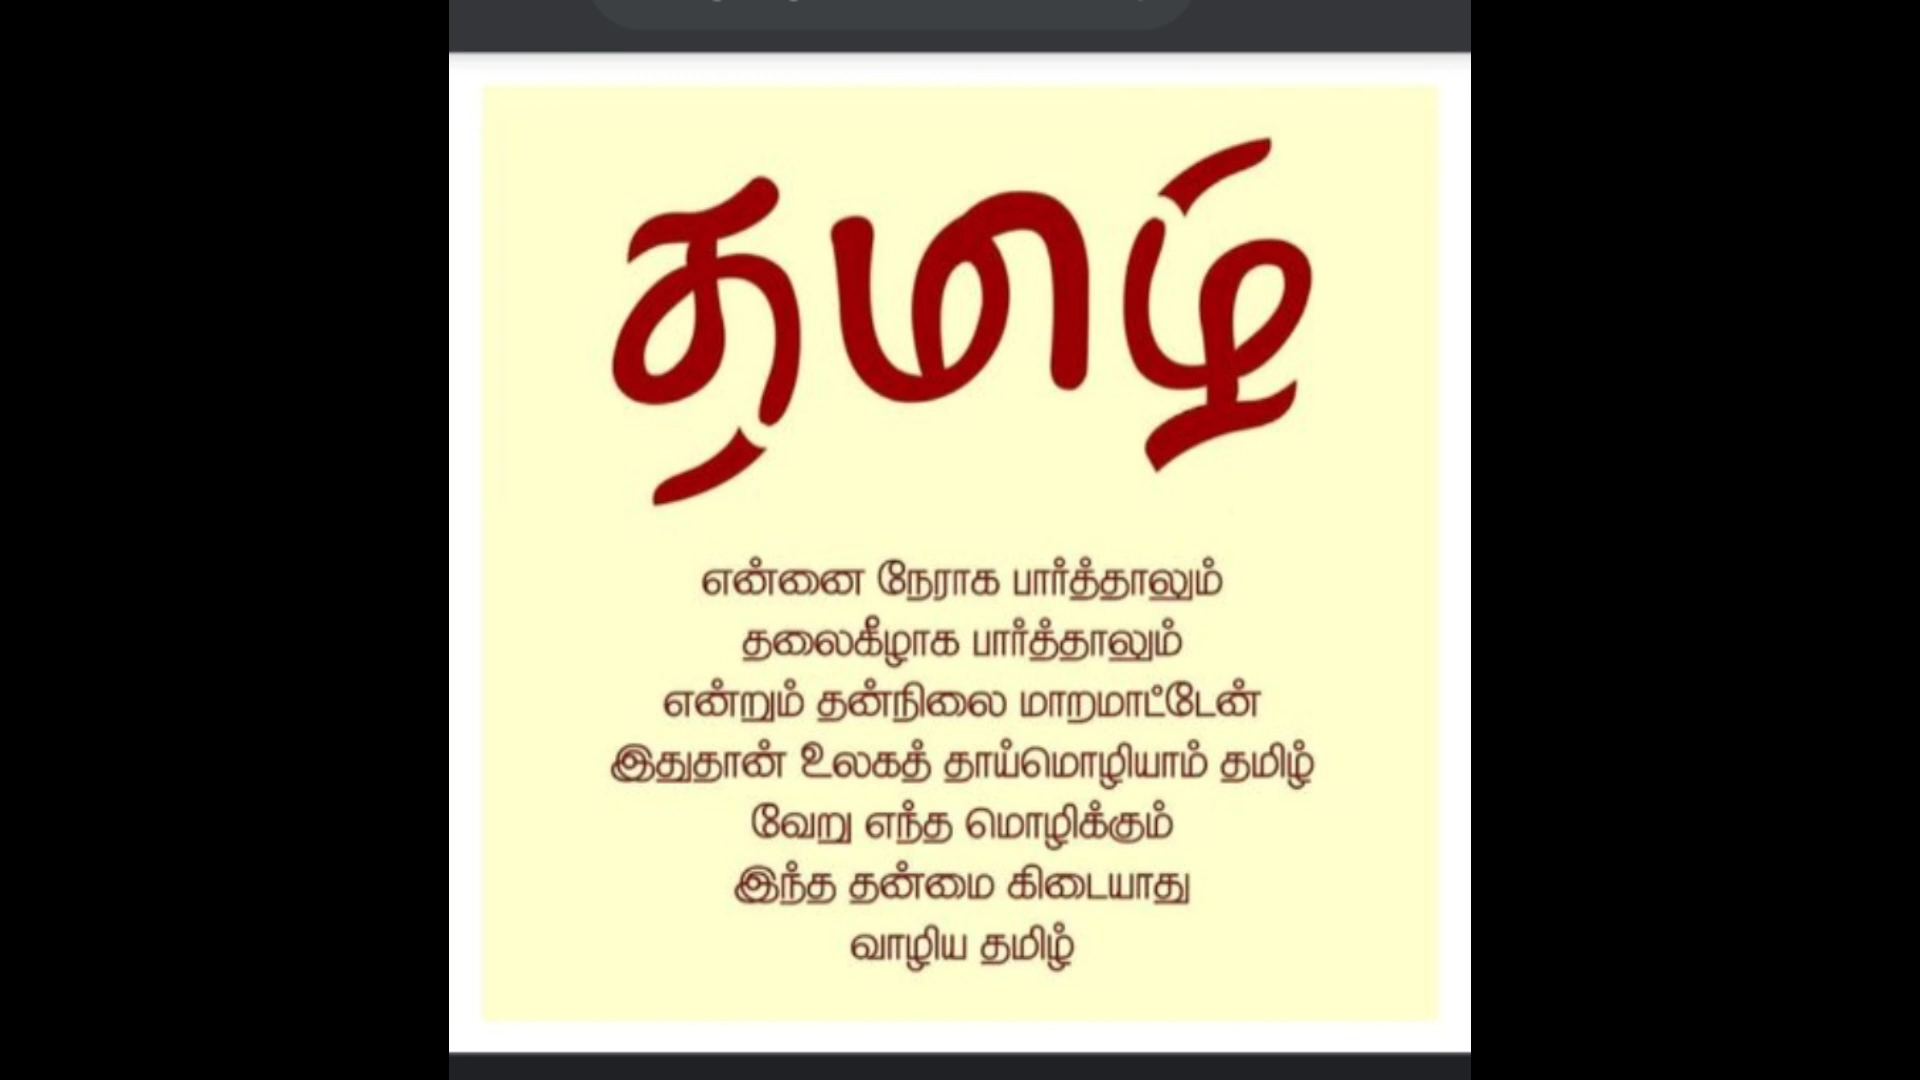 தமிழ்
என்னை நேராக பார்த்தாலும்
தலைகீழாக பார்த்தாலும்
என்றும் தன்நிலை மாறமாட்டேன்
இதுதான் உலகத் தாய்மொழியாம் தமிழ்
வேறு எந்த மொழிக்கும்
இந்த தன்மை கிடையாது
வாழிய தமிழ்